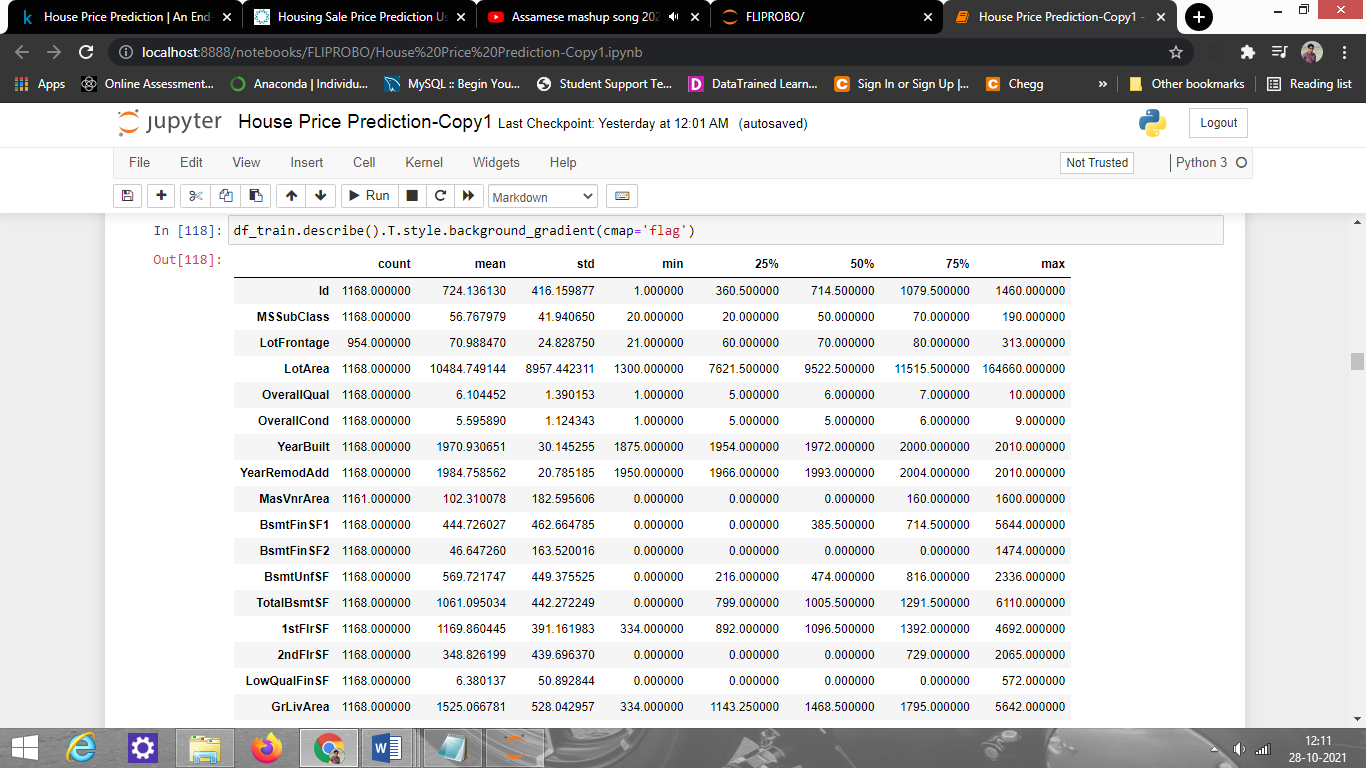 House Price Prediction | An End-
Housing Sale Price Prediction Us
Assamese mashup song 202
FLIPROBO/
House Price Prediction-Copy1 -
localhost:8888/notebooks/FLIPROBO/House%20Price%20Prediction-Copy1.ipynb
Apps Online Assessment... Anaconda | Individu... MySQL :: Begin You... Student Support Te... DataTrained Learn... Sign In or Sign Up |... Chegg » Other bookmarks Reading list
jupyter House Price Prediction-Copy1 Last Checkpoint: Yesterday at 12:01 AM (autosaved) Logout
File Edit View Insert Cell Kernel Widgets Help Not Trusted Python 3
Run Markdown
In [118]: df_train.describe().T.style.background_gradient(cmap='flag')
Out[118]:
count mean std min 25% 50% 75% max
Id 1168.000000 724.136130 416.159877 1.000000 360.500000 714.500000 1079.500000 1460.000000
MSSubClass 1168.000000 56.767979 41.940650 20.000000 20.000000 50.000000 70.000000 190.000000
LotFrontage 954.000000 70.988470 24.828750 21.000000 60.000000 70.000000 80.000000 313.000000
LotArea 1168.000000 10484.749144 8957.442311 1300.000000 7621.500000 9522.500000 11515.500000 164660.000000
OverallQual 1168.000000 6.104452 1.390153 1.000000 5.000000 6.000000 7.000000 10.000000
OverallCond 1168.000000 5.595890 1.124343 1.000000 5.000000 5.000000 6.000000 9.000000
YearBuilt 1168.000000 1970.930651 30.145255 1875.000000 1954.000000 1972.000000 2000.000000 2010.000000
YearRemodAdd 1168.000000 1984.758562 20.785185 1950.000000 1966.000000 1993.000000 2004.000000 2010.000000
MasVnrArea 1161.000000 102.310078 182.595606 0.000000 0.000000 0.000000 160.000000 1600.000000
BsmtFinSF1 1168.000000 444.726027 462.664785 0.000000 0.000000 385.500000 714.500000 5644.000000
BsmtFinSF2 1168.000000 46.647260 163.520016 0.000000 0.000000 0.000000 0.000000 1474.000000
BsmtUnfSF 1168.000000 569.721747 449.375525 0.000000 216.000000 474.000000 816.000000 2336.000000
TotalBsmtSF 1168.000000 1061.095034 442.272249 0.000000 799.000000 1005.500000 1291.500000 6110.000000
1stFlrSF 1168.000000 1169.860445 391.161983 334.000000 892.000000 1096.500000 1392.000000 4692.000000
2ndFlrSF 1168.000000 348.826199 439.696370 0.000000 0.000000 0.000000 729.000000 2065.000000
LowQualFinSF 1168.000000 6.380137 50.892844 0.000000 0.000000 0.000000 0.000000 572.000000
GrLivArea 1168.000000 1525.066781 528.042957 334.000000 1143.250000 1468.500000 1795.000000 5642.000000
12:11
28-10-2021